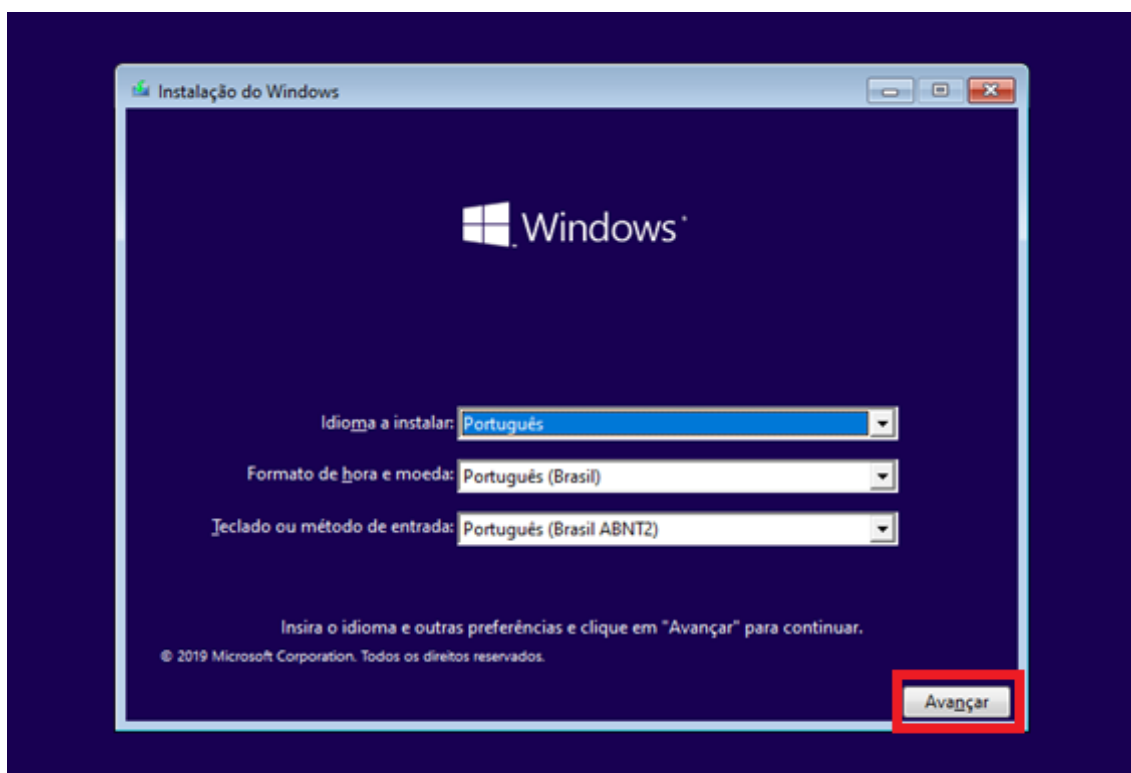 Instalação do Windows
Windows
Idioma a instalar: Português
Formato de hora e moeda: Português (Brasil)
Teclado ou método de entrada: Português (Brasil ABNT2)
Insira o idioma e outras preferências e clique em "Avançar" para continuar.
© 2019 Microsoft Corporation. Todos os direitos reservados.
Avançar